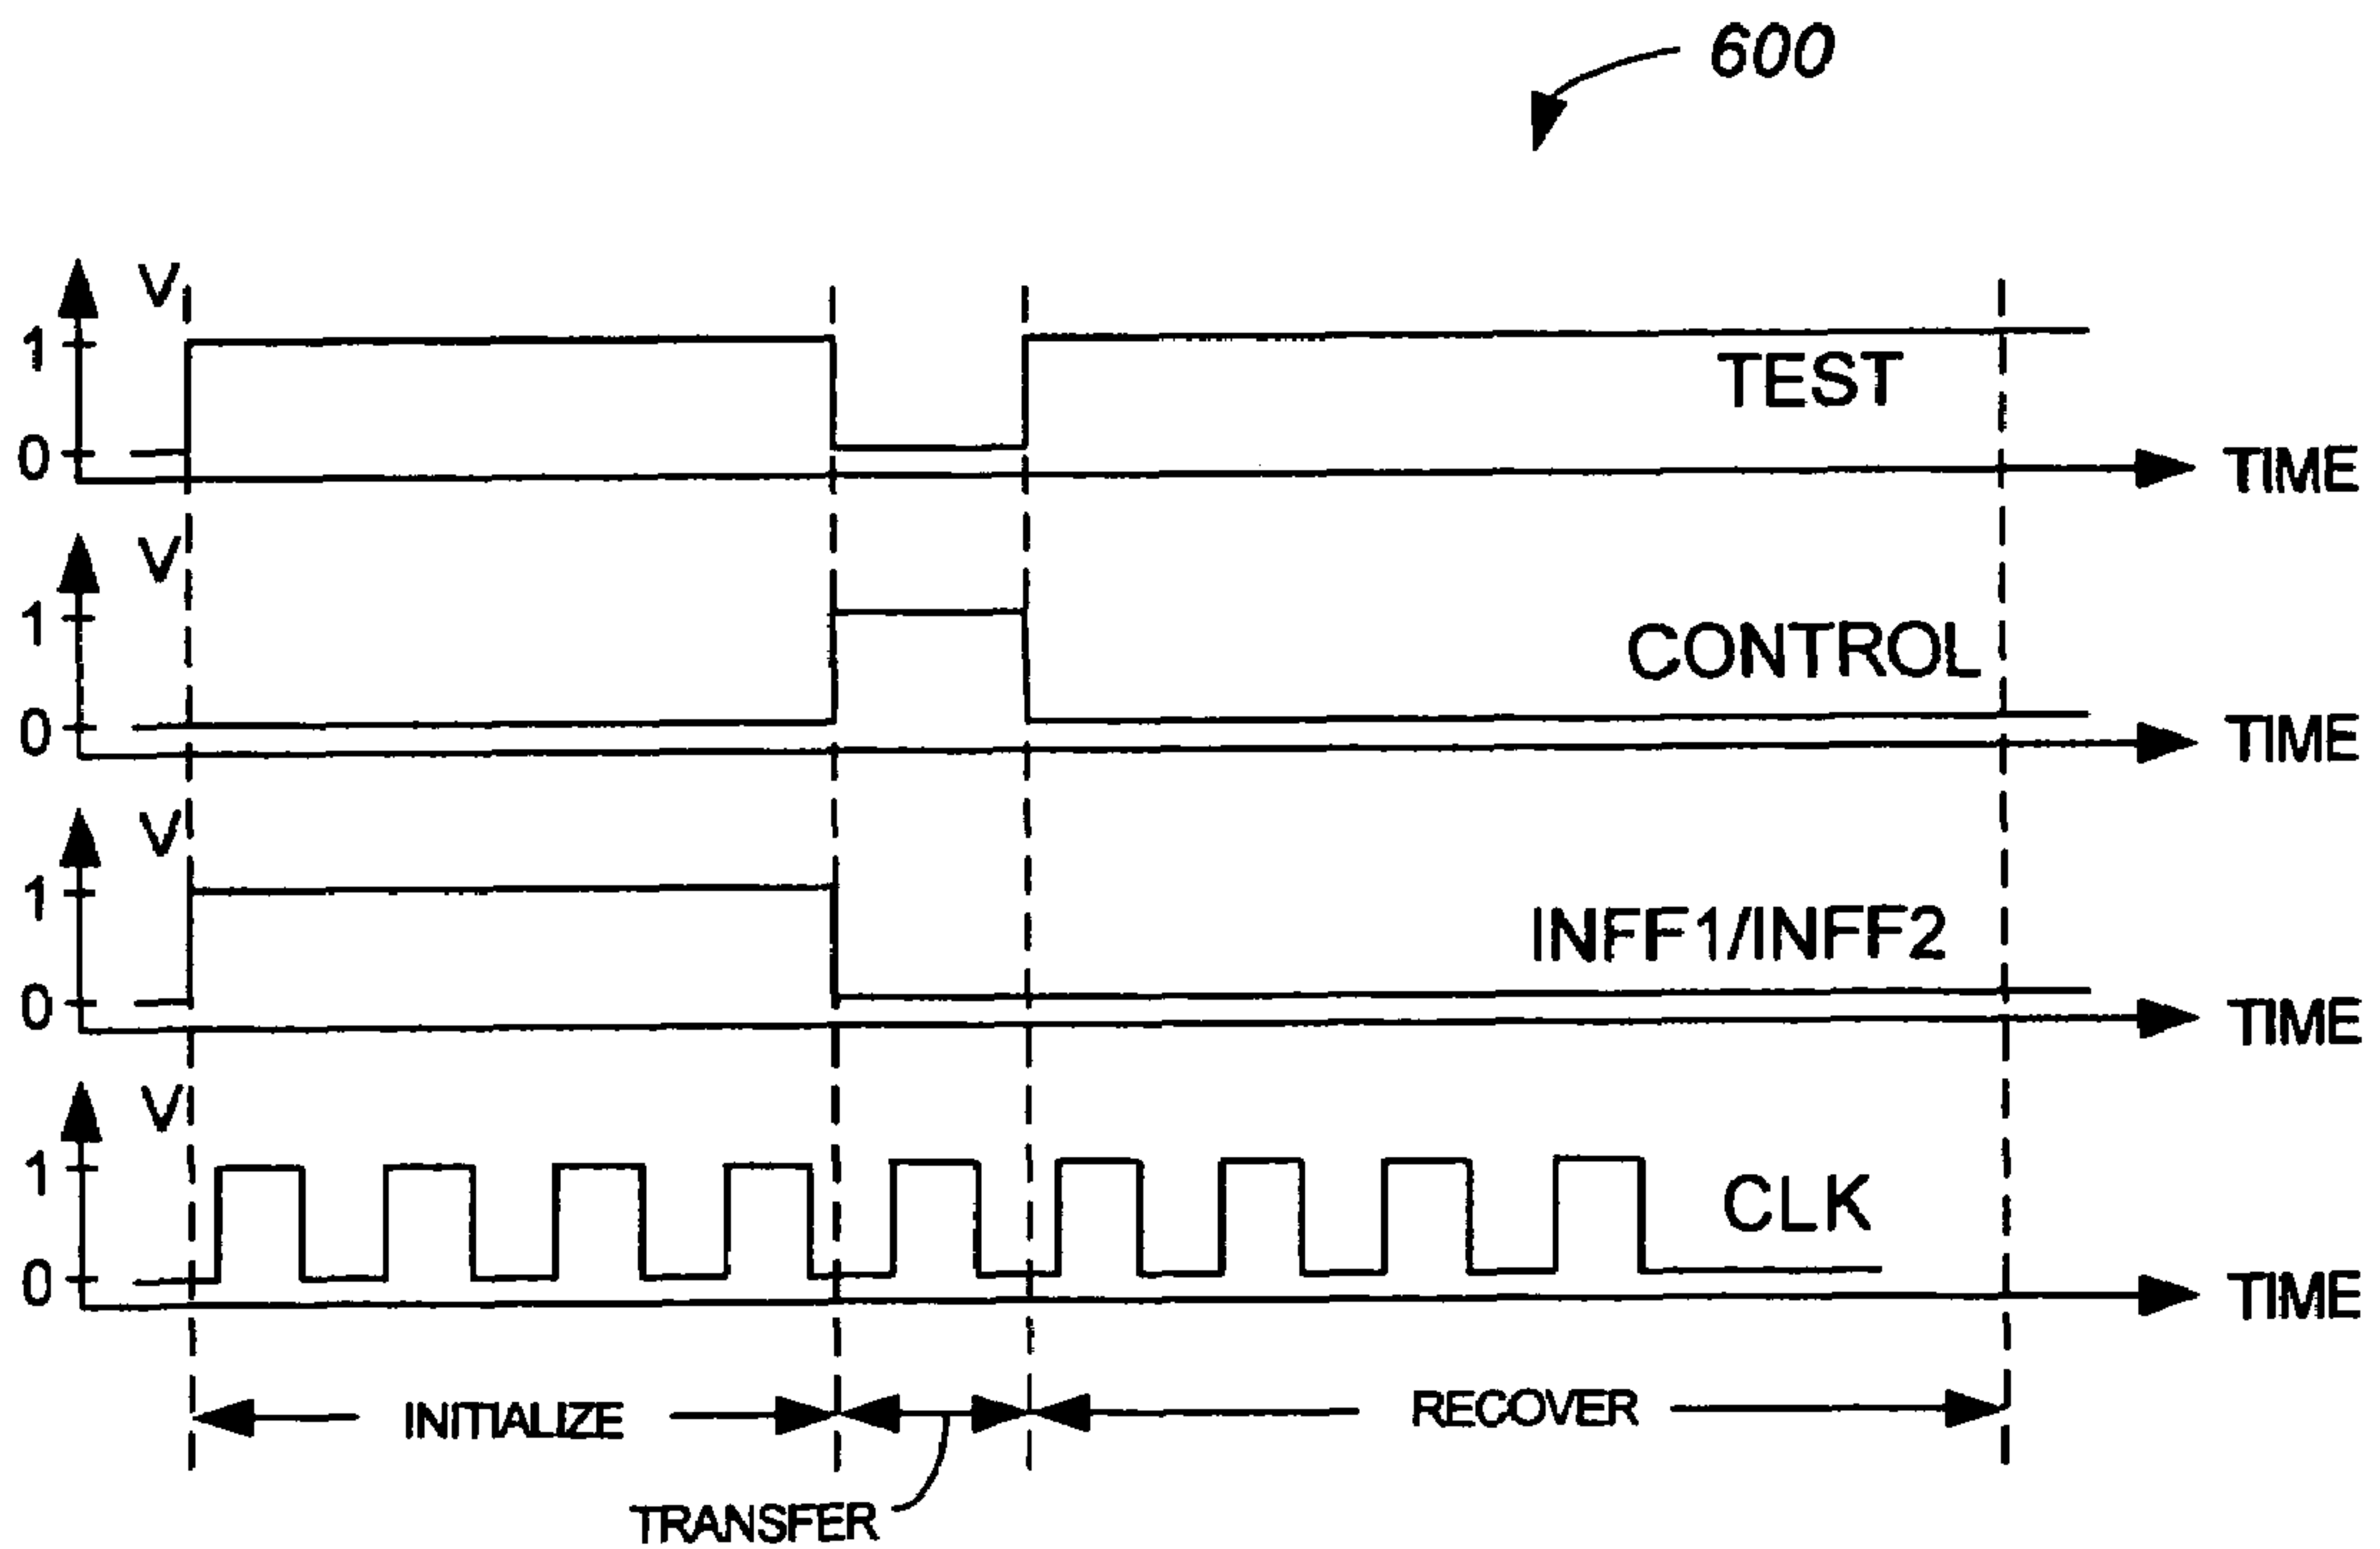 600
V
1
TEST
0
TIME
V
1
CONTROL
0
TIME
V
1
INFF1/INFF2
0
TIME
V
1
CLK
0
TIME
INITIALIZE
RECOVER
TRANSFER